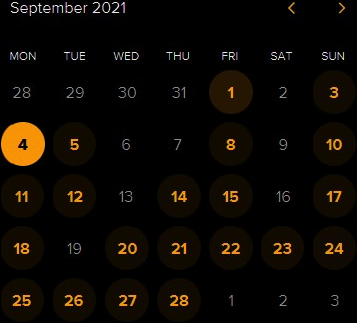 September 2021
MON TUE WED THU FRI SAT SUN
28 29 30 31 1 2 3
4 5 6 7 8 9 10
11 12 13 14 15 16 17
18 19 20 21 22 23 24
25 26 27 28 1 2 3